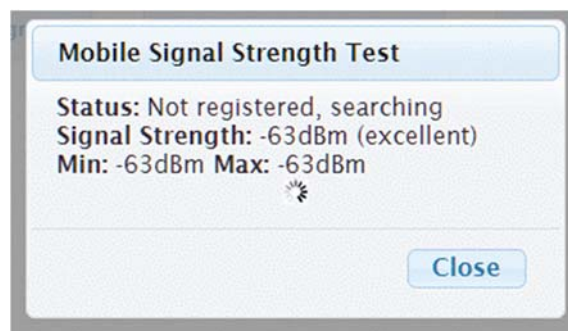 Mobile Signal Strength Test
Status: Not registered, searching
Signal Strength: -63dBm (excellent)
Min: -63dBm Max: -63dBm
Close